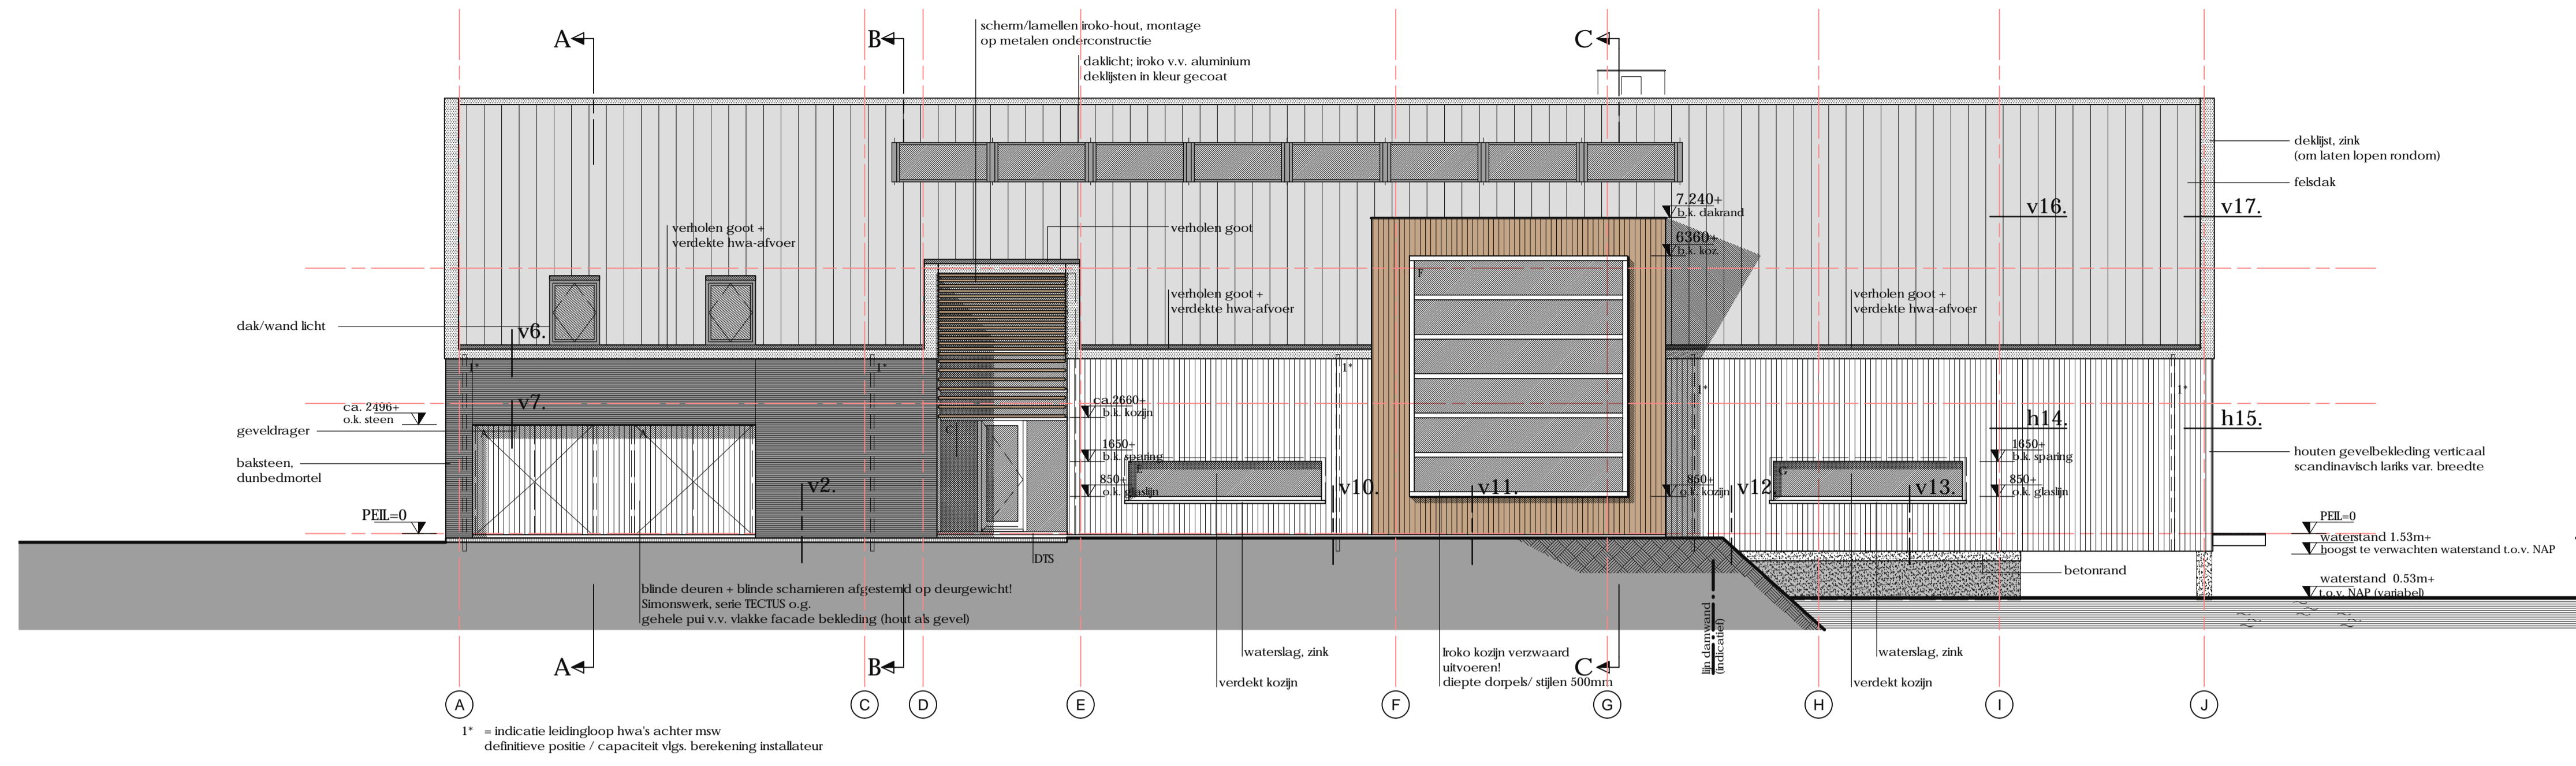 A
B
scherm/lamellen iroko-hout, montage
op metalen onderconstructie
C
daklicht; iroko v.v. aluminium
deklijsten in kleur gecoat
deklijst, zink
(om laten lopen rondom)
felsdak
7.240+
b.k. dakrand
v16.
v17.
verholen goot +
verdekte hwa-afvoer
verholen goot
6360+
b.k. koz.
F
verholen goot +
verdekte hwa-afvoer
verholen goot +
verdekte hwa-afvoer
dak/wand licht
v6.
1*
1*
1*
1*
1*
ca. 2496+
o.k. steen
v7.
ca.2660+
b.k. kozijn
h14.
h15.
geveldrager
A
A
C
1650+
b.k. sparing
1650+
b.k. sparing
houten gevelbekleding verticaal
scandinavisch lariks var. breedte
baksteen,
dunbedmortel
E
G
850+
o.k. glaslijn
850+
o.k. kozijn
850+
o.k. glaslijn
v2.
v10.
v11.
v12.
v13.
PEIL=0
PEIL=0
waterstand 1.53m+
hoogst te verwachten waterstand t.o.v. NAP
DTS
betonrand
waterstand 0.53m+
t.o.v. NAP (variabel)
blinde deuren + blinde scharnieren afgestemd op deurgewicht!
Simonswerk, serie TECTUS o.g.
gehele pui v.v. vlakke facade bekleding (hout als gevel)
lijn damwand
(indicatief)
waterslag, zink
Iroko kozijn verzwaard
uitvoeren!
diepte dorpels/ stijlen 500mm
waterslag, zink
A
B
C
verdekt kozijn
verdekt kozijn
A
C
D
E
F
G
H
I
J
1* = indicatie leidingloop hwa's achter msw
definitieve positie / capaciteit vlgs. berekening installateur